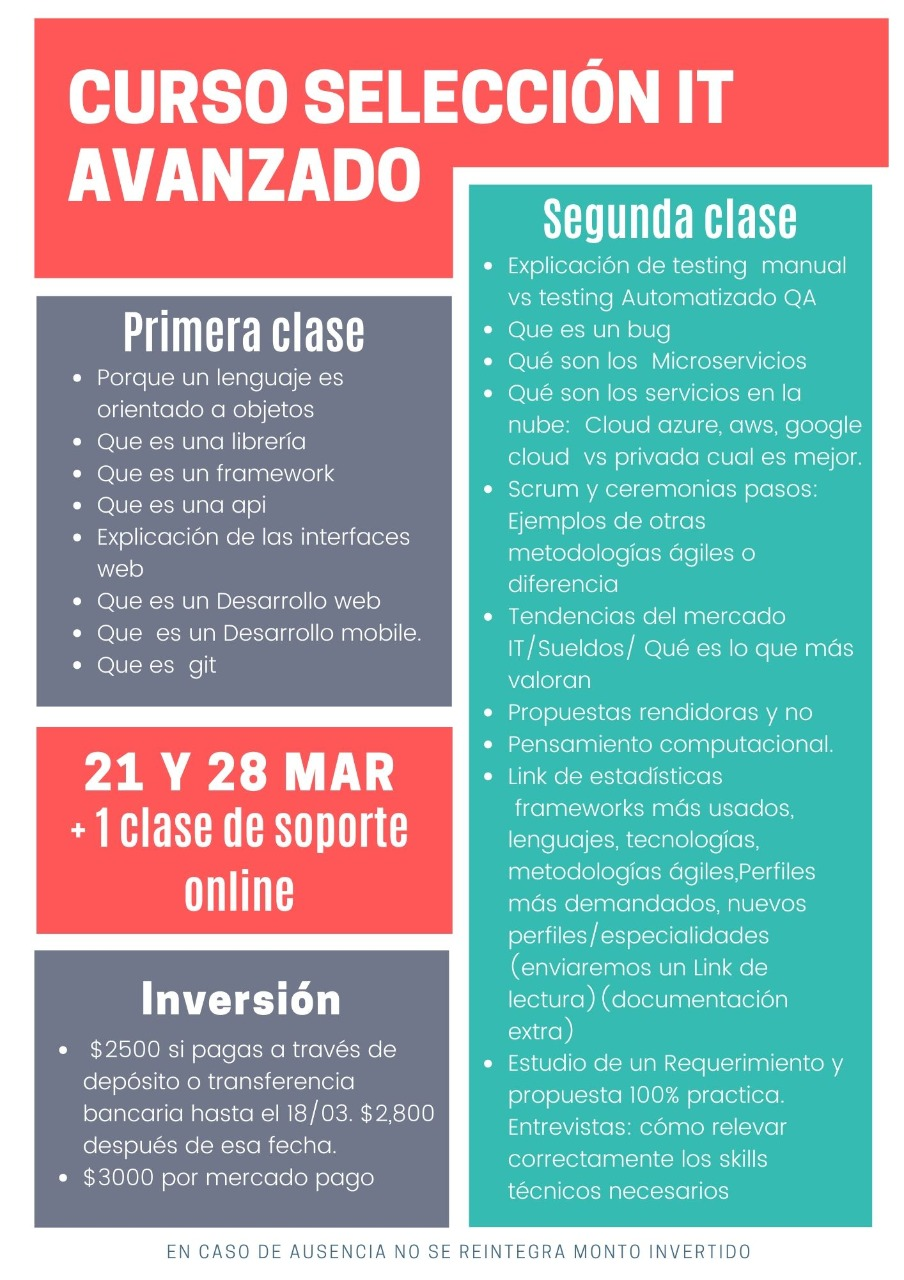 CURSO SELECCIÓN IT
AVANZADO
Primera clase
• Porque un lenguaje es
orientado a objetos
• Que es una librería
• Que es un framework
• Que es una api
• Explicación de las interfaces
web
• Que es un Desarrollo web
• Que es un Desarrollo mobile.
• Que es git
21 Y 28 MAR
+ 1 clase de soporte
online
Inversión
• $2500 si pagas a través de
depósito o transferencia
bancaria hasta el 18/03. $2,800
después de esa fecha.
• $3000 por mercado pago
Segunda clase
• Explicación de testing manual
vs testing Automatizado QA
• Que es un bug
• Qué son los Microservicios
• Qué son los servicios en la
nube: Cloud azure, aws, google
cloud vs privada cual es mejor.
• Scrum y ceremonias pasos:
Ejemplos de otras
metodologías ágiles o
diferencia
• Tendencias del mercado
IT/Sueldos/ Qué es lo que más
valoran
• Propuestas rendidoras y no
• Pensamiento computacional.
• Link de estadísticas
frameworks más usados,
lenguajes, tecnologías,
metodologías ágiles,Perfiles
más demandados, nuevos
perfiles/especialidades
(enviaremos un Link de
lectura)(documentación
extra)
• Estudio de un Requerimiento y
propuesta 100% practica.
Entrevistas: cómo relevar
correctamente los skills
técnicos necesarios
EN CASO DE AUSENCIA NO SE REINTEGRA MONTO INVERTIDO